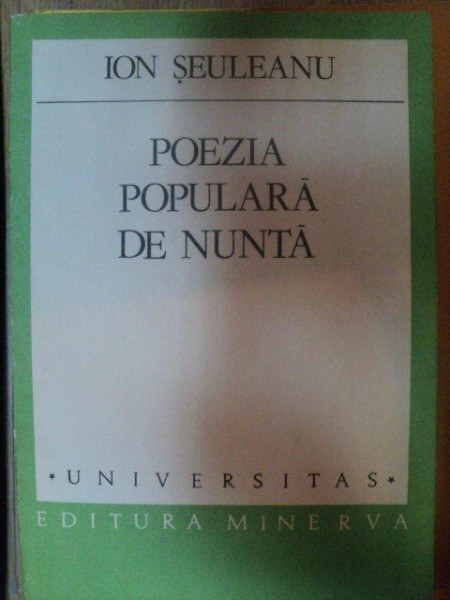 ION ȘEULEANU
POEZIA
POPULARĂ
DE NUNTĂ
* UNIVERSITAS *
EDITURA MINERVA